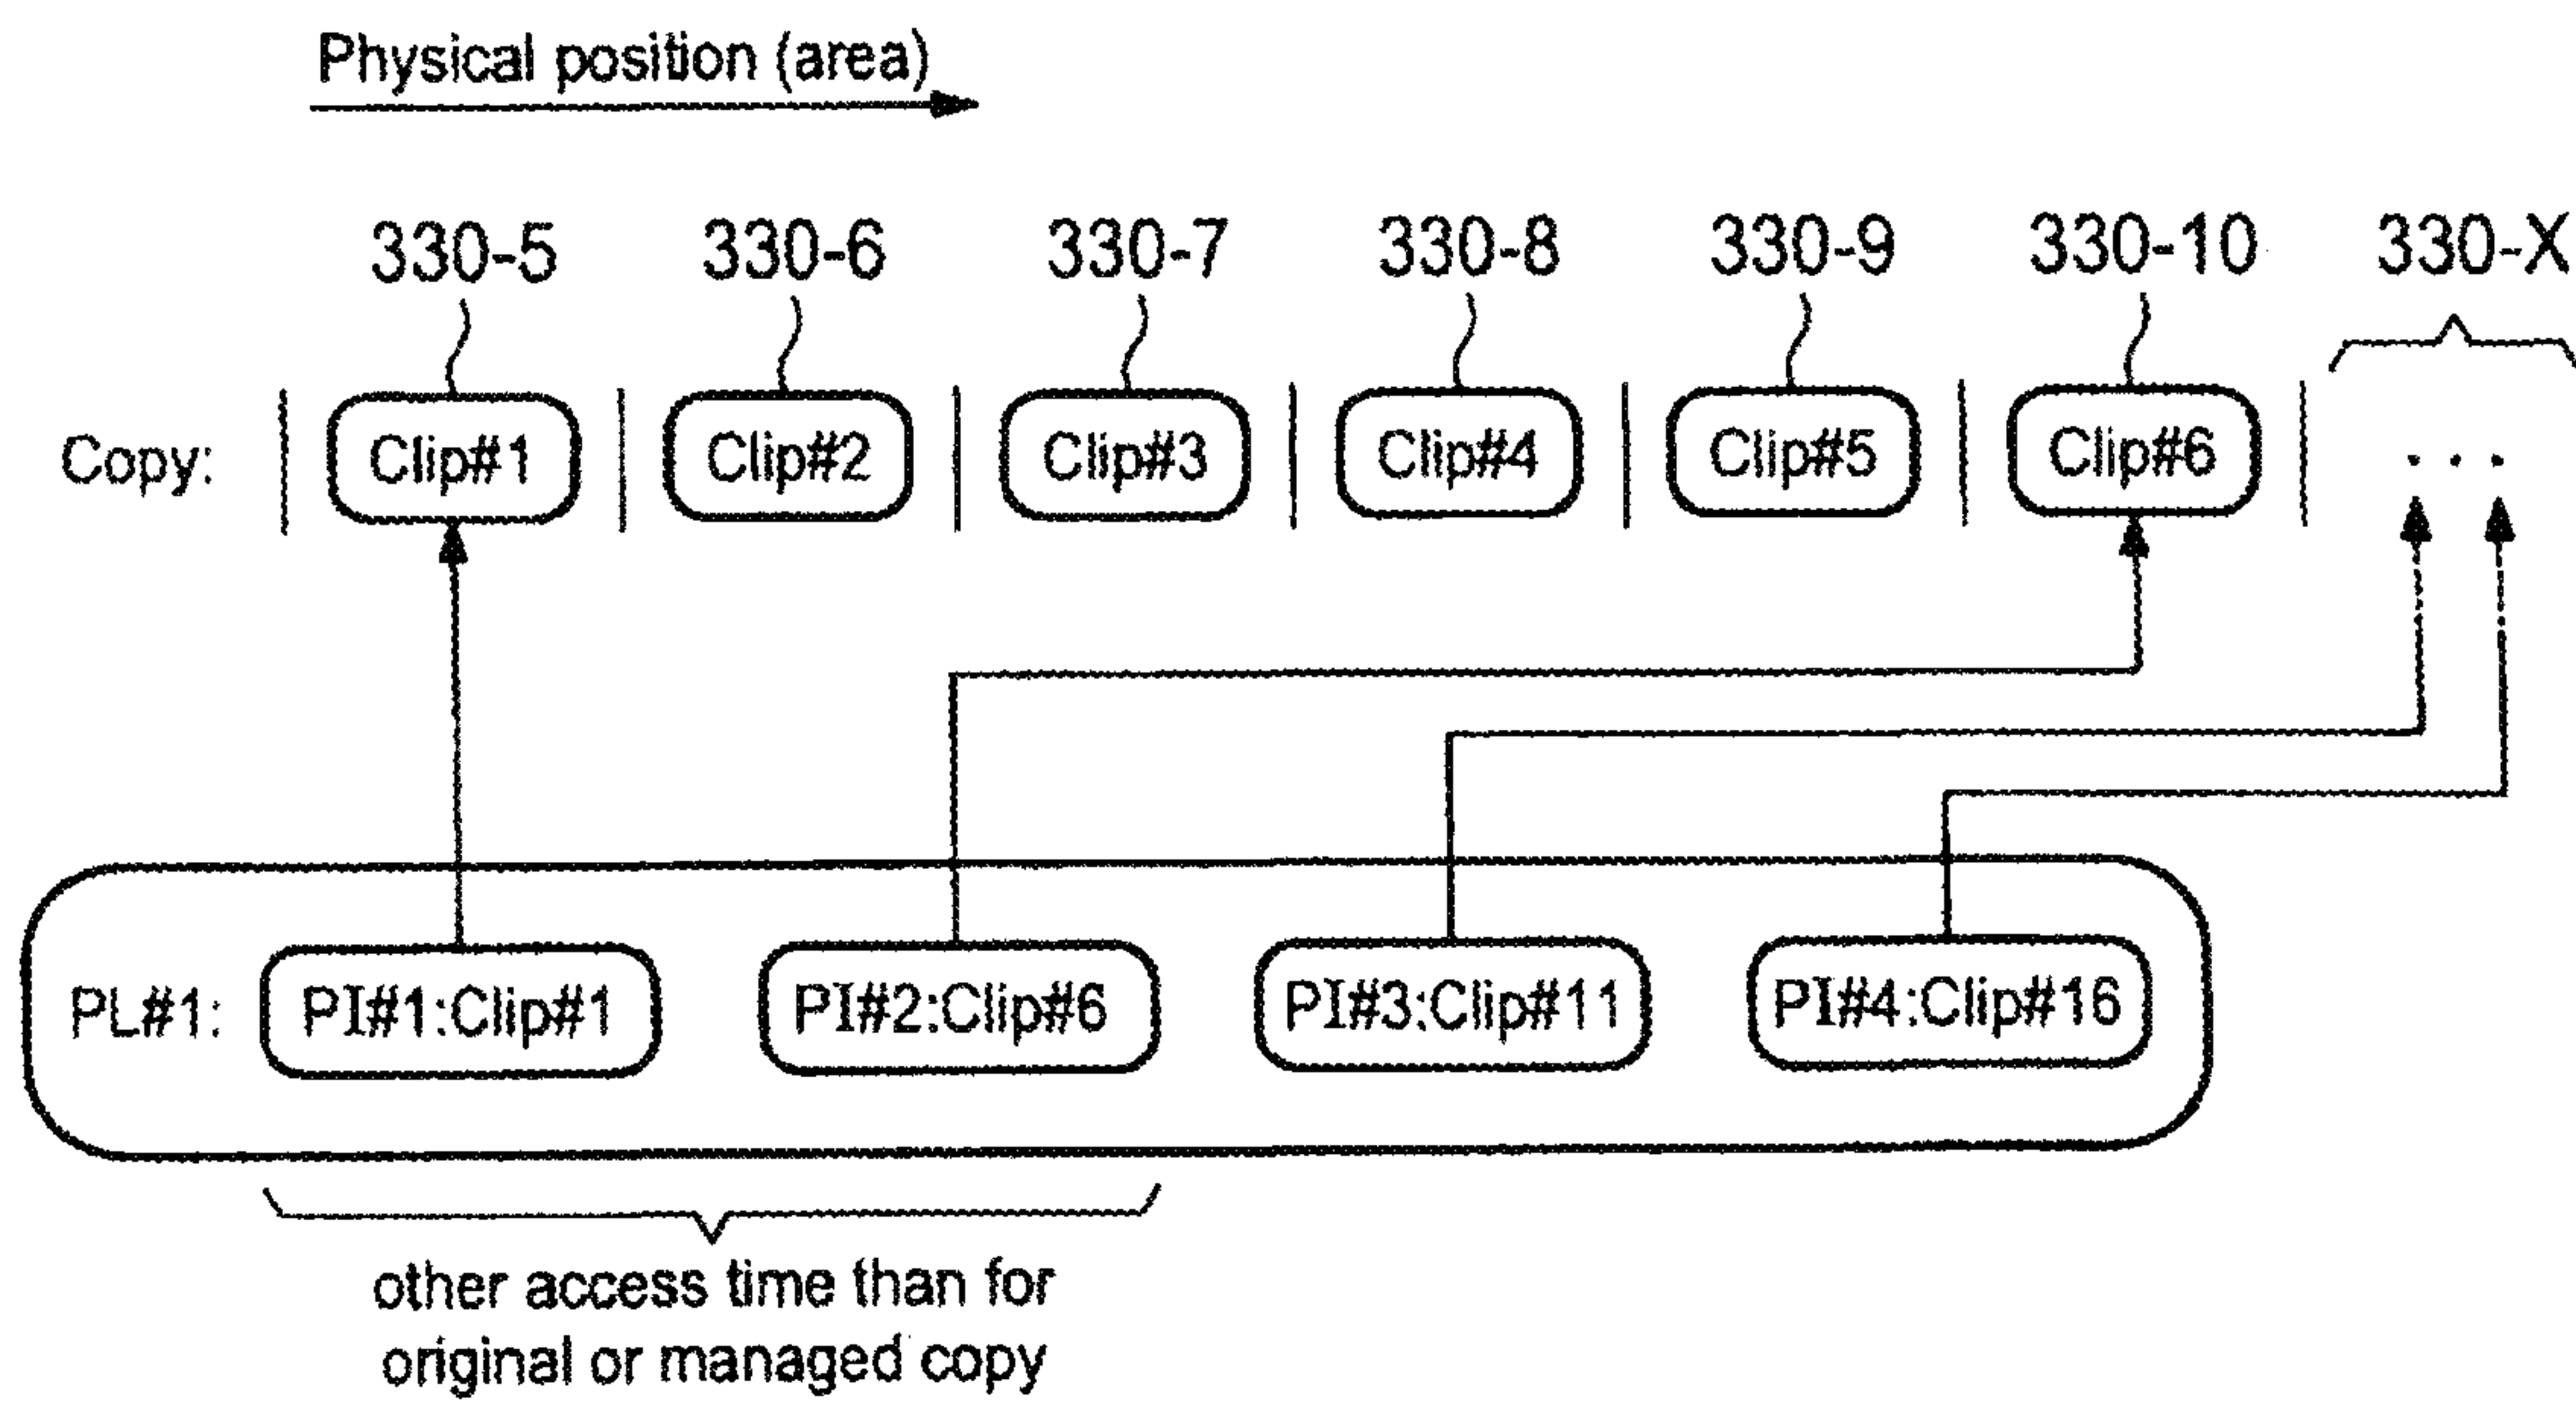 Physical position (area)
330-5 330-6 330-7 330-8 330-9 330-10 330-X
Copy: Clip#1 Clip#2 Clip#3 Clip#4 Clip#5 Clip#6 . . .
PL#1: PI#1:Clip#1 PI#2:Clip#6 PI#3:Clip#11 PI#4:Clip#16
other access time than for
original or managed copy